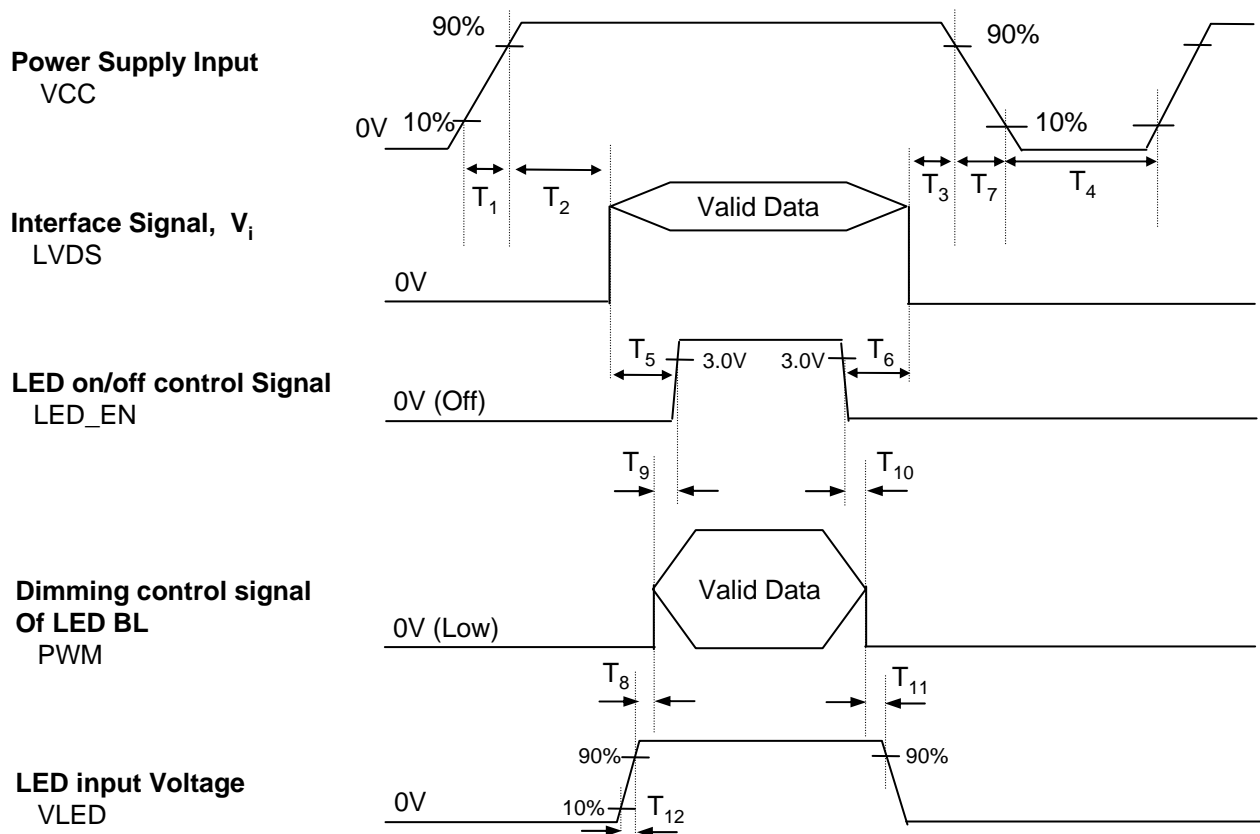 90%
90%
Power Supply Input
VCC
0V
10%
10%
T1
T2
T3
T7
T4
Valid Data
Interface Signal, Vi
LVDS
0V
T5
3.0V
3.0V
T6
LED on/off control Signal
LED_EN
0V (Off)
T9
T10
Dimming control signal
Of LED BL
PWM
Valid Data
0V (Low)
T8
T11
90%
90%
LED input Voltage
VLED
0V
10%
T12